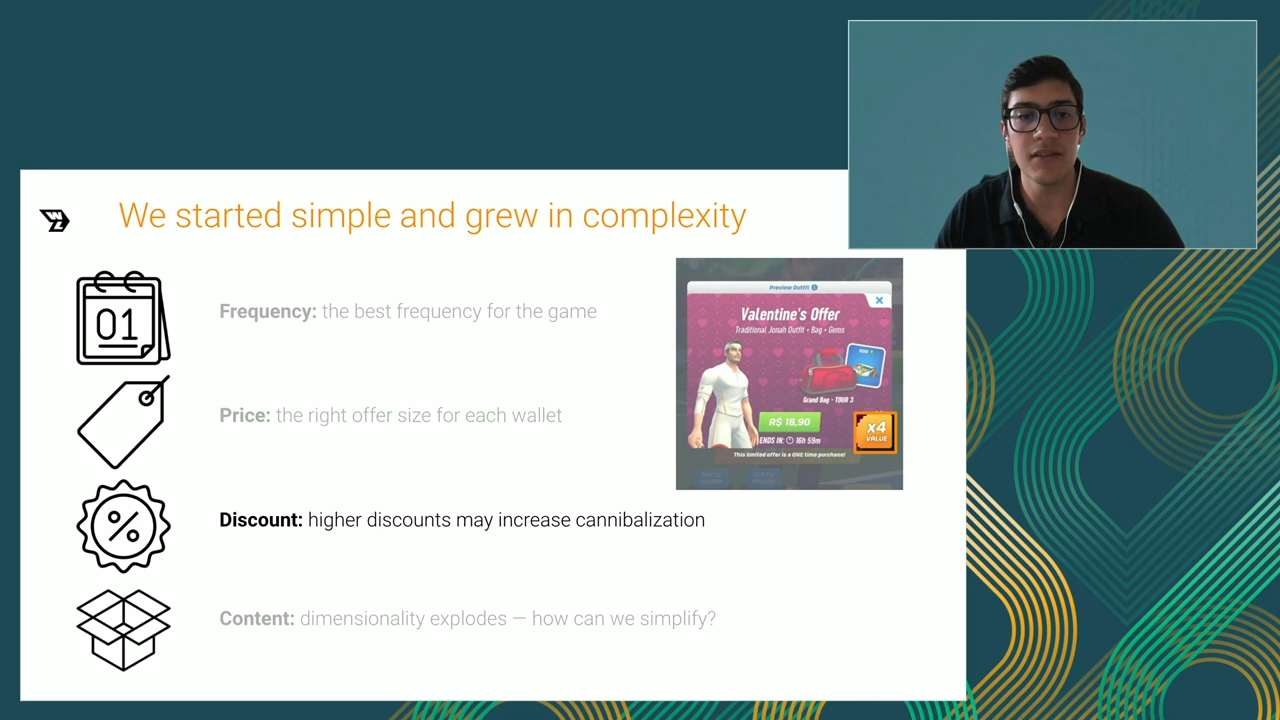 We started simple and grew in complexity
01
Frequency: the best frequency for the game
Price: the right offer size for each wallet
Discount: higher discounts may increase cannibalization
Content: dimensionality explodes — how can we simplify?
Preview Outfit i
Valentine's Offer
Traditional Jonah Outfit + Bag + Gems
Grand Bag - TOUR 3
R$ 18,90
x4
VALUE
ENDS IN: 16h 59m
This limited offer is a ONE time purchase!